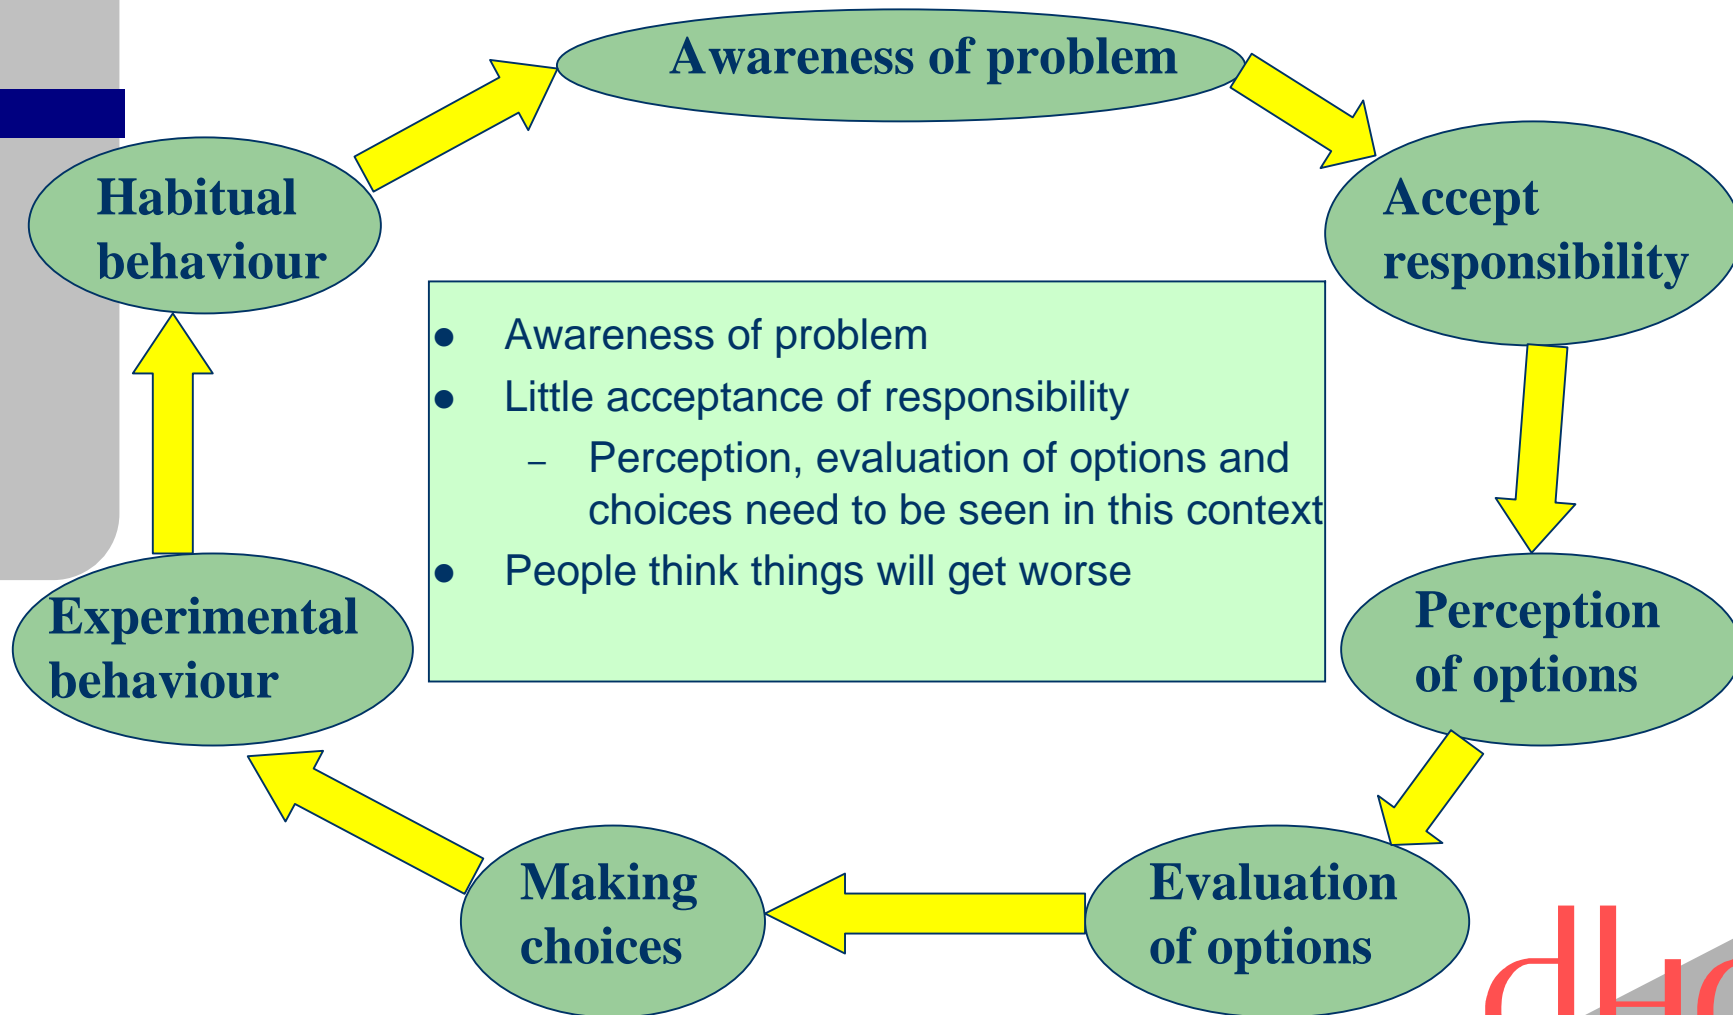 Awareness of problem
Habitual
behaviour
Accept
responsibility
● Awareness of problem
● Little acceptance of responsibility
– Perception, evaluation of options and
choices need to be seen in this context
● People think things will get worse
Experimental
behaviour
Perception
of options
Making
choices
Evaluation
of options